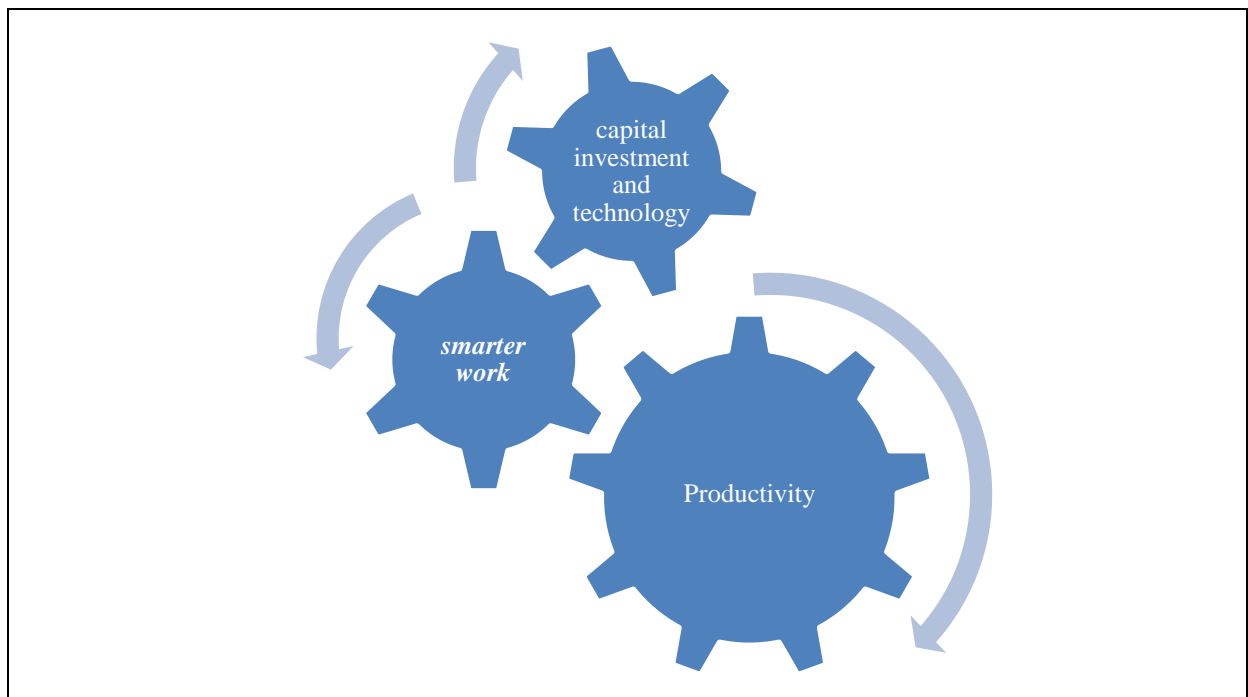 capital
investment
and
technology
smarter
work
Productivity